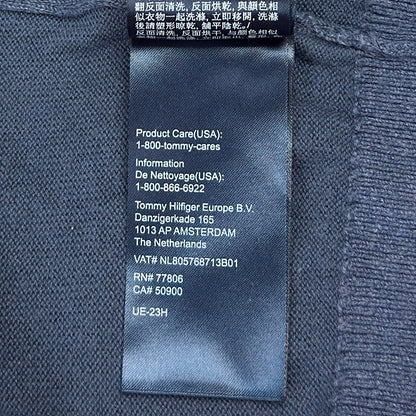 翻反面清洗, 反面烘乾, 與顏色相
似衣物一起洗滌, 立即移開, 洗滌
後請塑形晾乾, 舖平陰乾./
Product Care(USA):
1-800-tommy-cares
Information
De Nettoyage(USA):
1-800-866-6922
Tommy Hilfiger Europe B.V.
Danzigerkade 165
1013 AP AMSTERDAM
The Netherlands
VAT# NL805768713B01
RN# 77806
CA# 50900
UE-23H